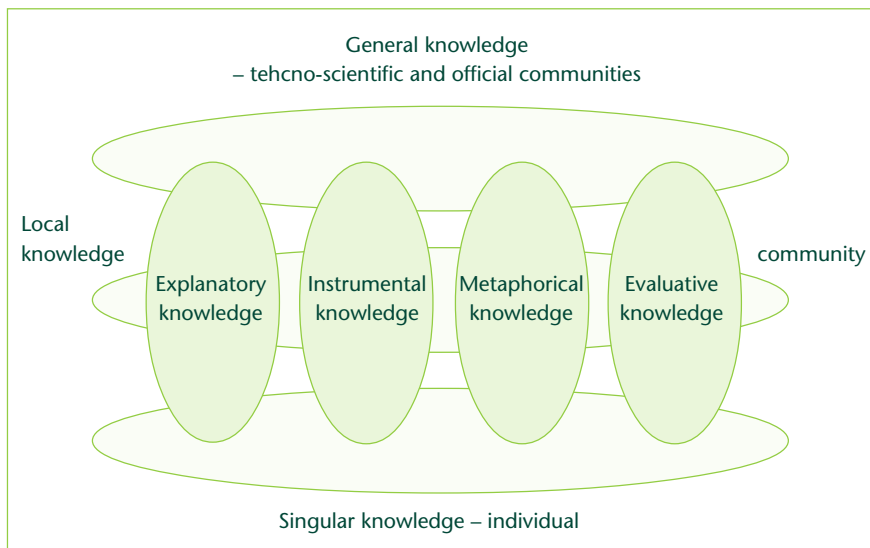 General knowledge
– tehcno-scientific and official communities
Local
knowledge
community
Explanatory
knowledge
Instrumental
knowledge
Metaphorical
knowledge
Evaluative
knowledge
Singular knowledge – individual